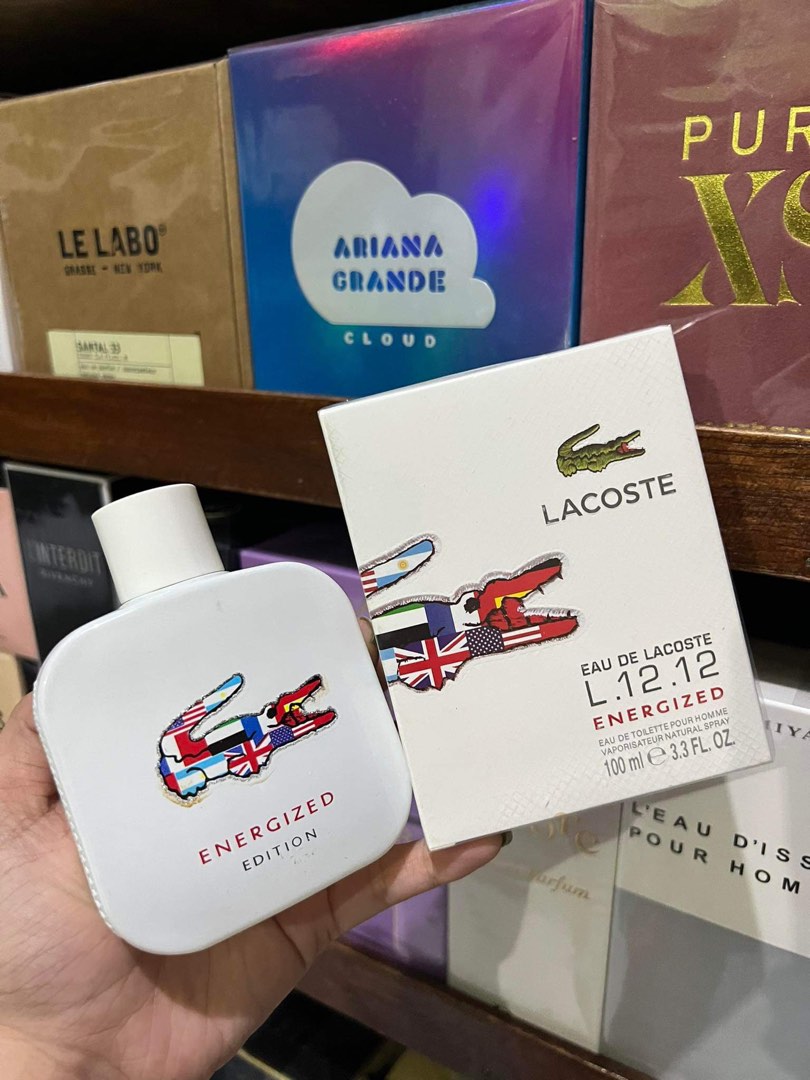 LE LABO
GRASSE - NEW YORK
SANTAL 33
ARIANA
GRANDE
CLOUD
PUR
XS
L'INTERDIT
GIVENCHY
LACOSTE
EAU DE LACOSTE
L.12.12
ENERGIZED
EAU DE TOILETTE POUR HOMME
VAPORISATEUR NATURAL SPRAY
100 ml e 3.3 FL. OZ.
ENERGIZED
EDITION
MIYA
L'EAU D'ISS
POUR HOM
parfum